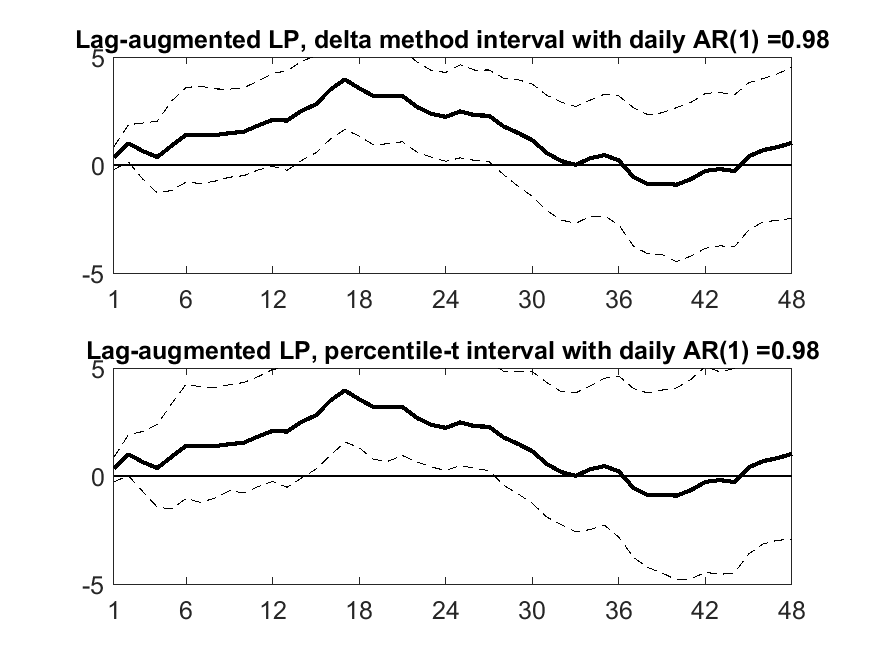 Lag-augmented LP, delta method interval with daily AR(1) =0.98
5
0
-5
1 6 12 18 24 30 36 42 48
Lag-augmented LP, percentile-t interval with daily AR(1) =0.98
5
0
-5
1 6 12 18 24 30 36 42 48